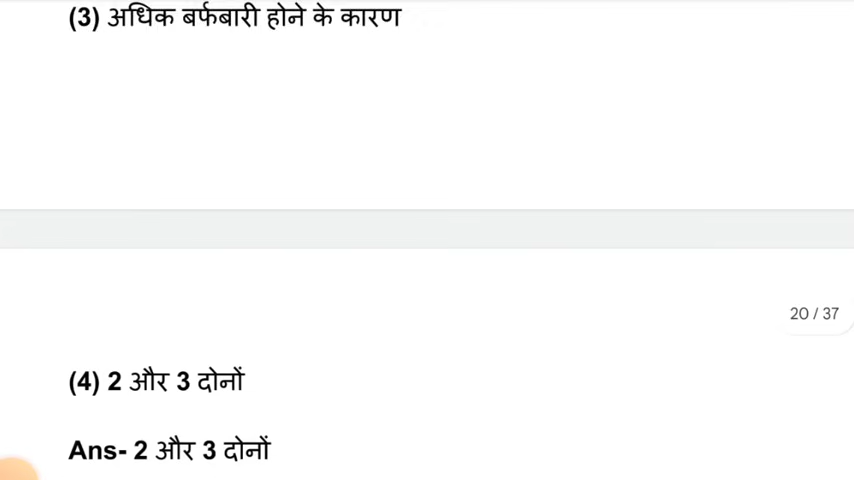 (3) अधिक बर्फबारी होने के कारण
20 / 37
(4) 2 और 3 दोनों
Ans- 2 और 3 दोनों